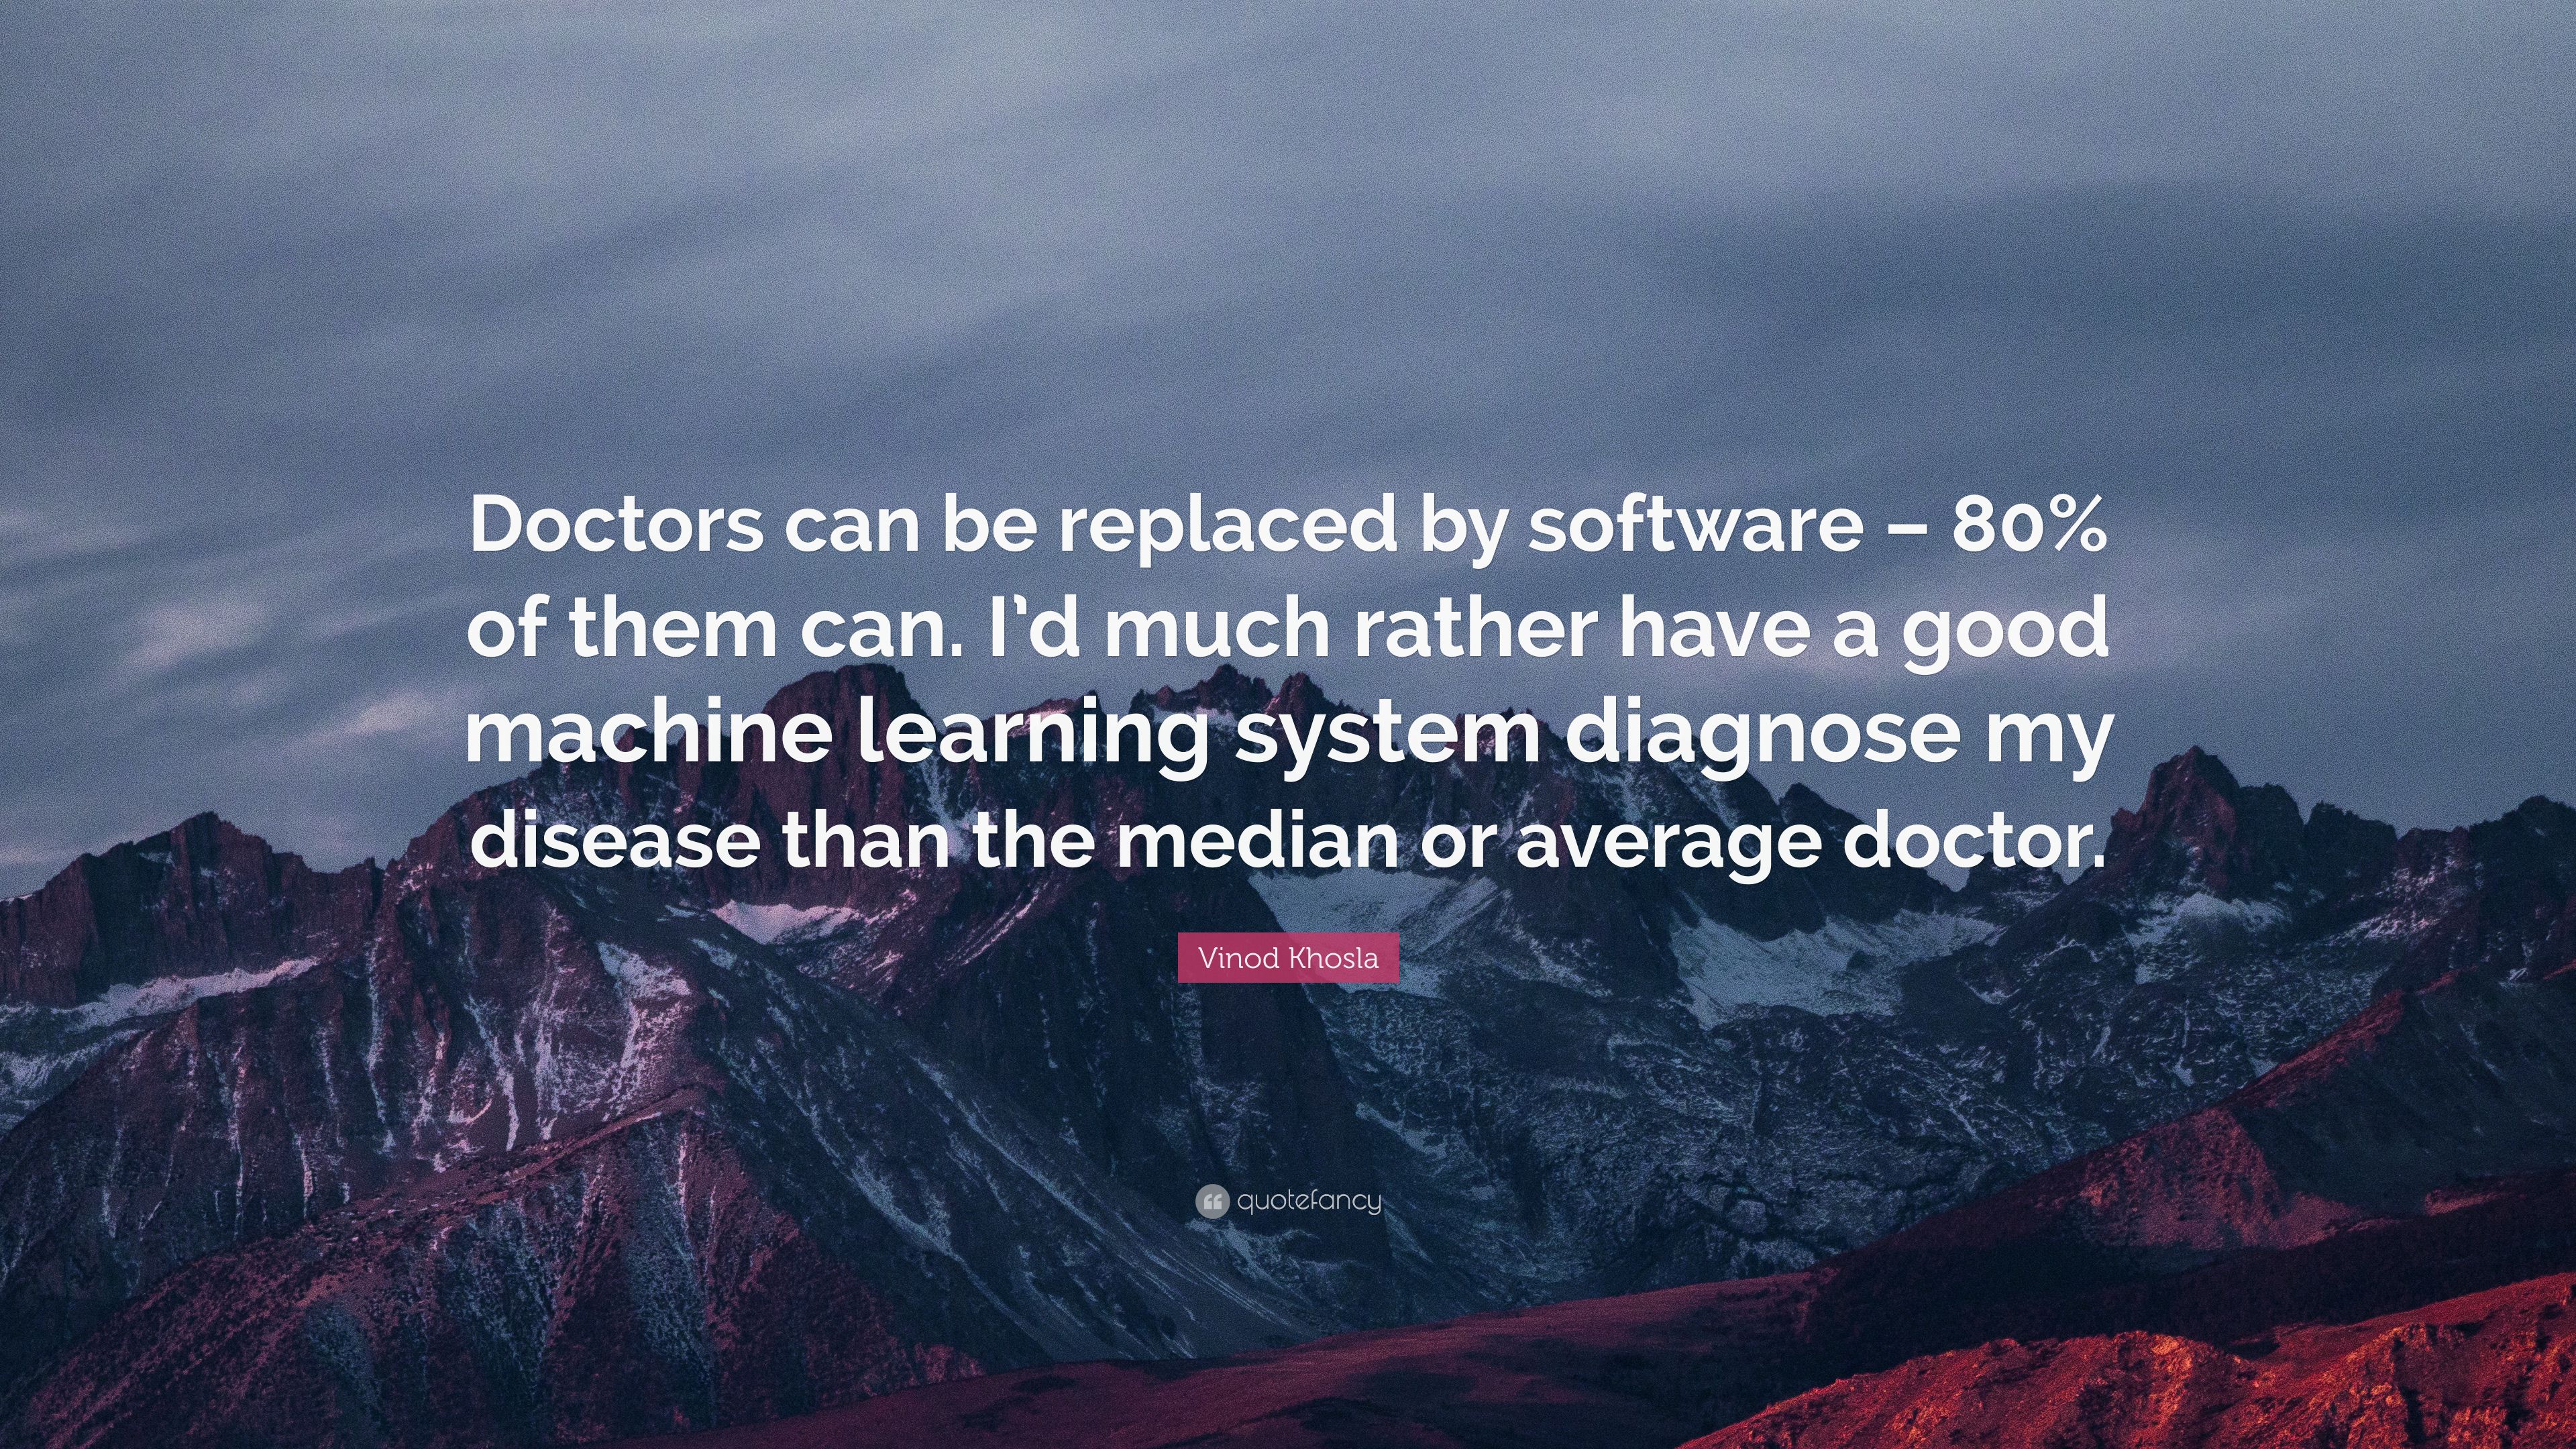 Doctors can be replaced by software – 80%
of them can. I’d much rather have a good
machine learning system diagnose my
disease than the median or average doctor.
Vinod Khosla
quotefancy